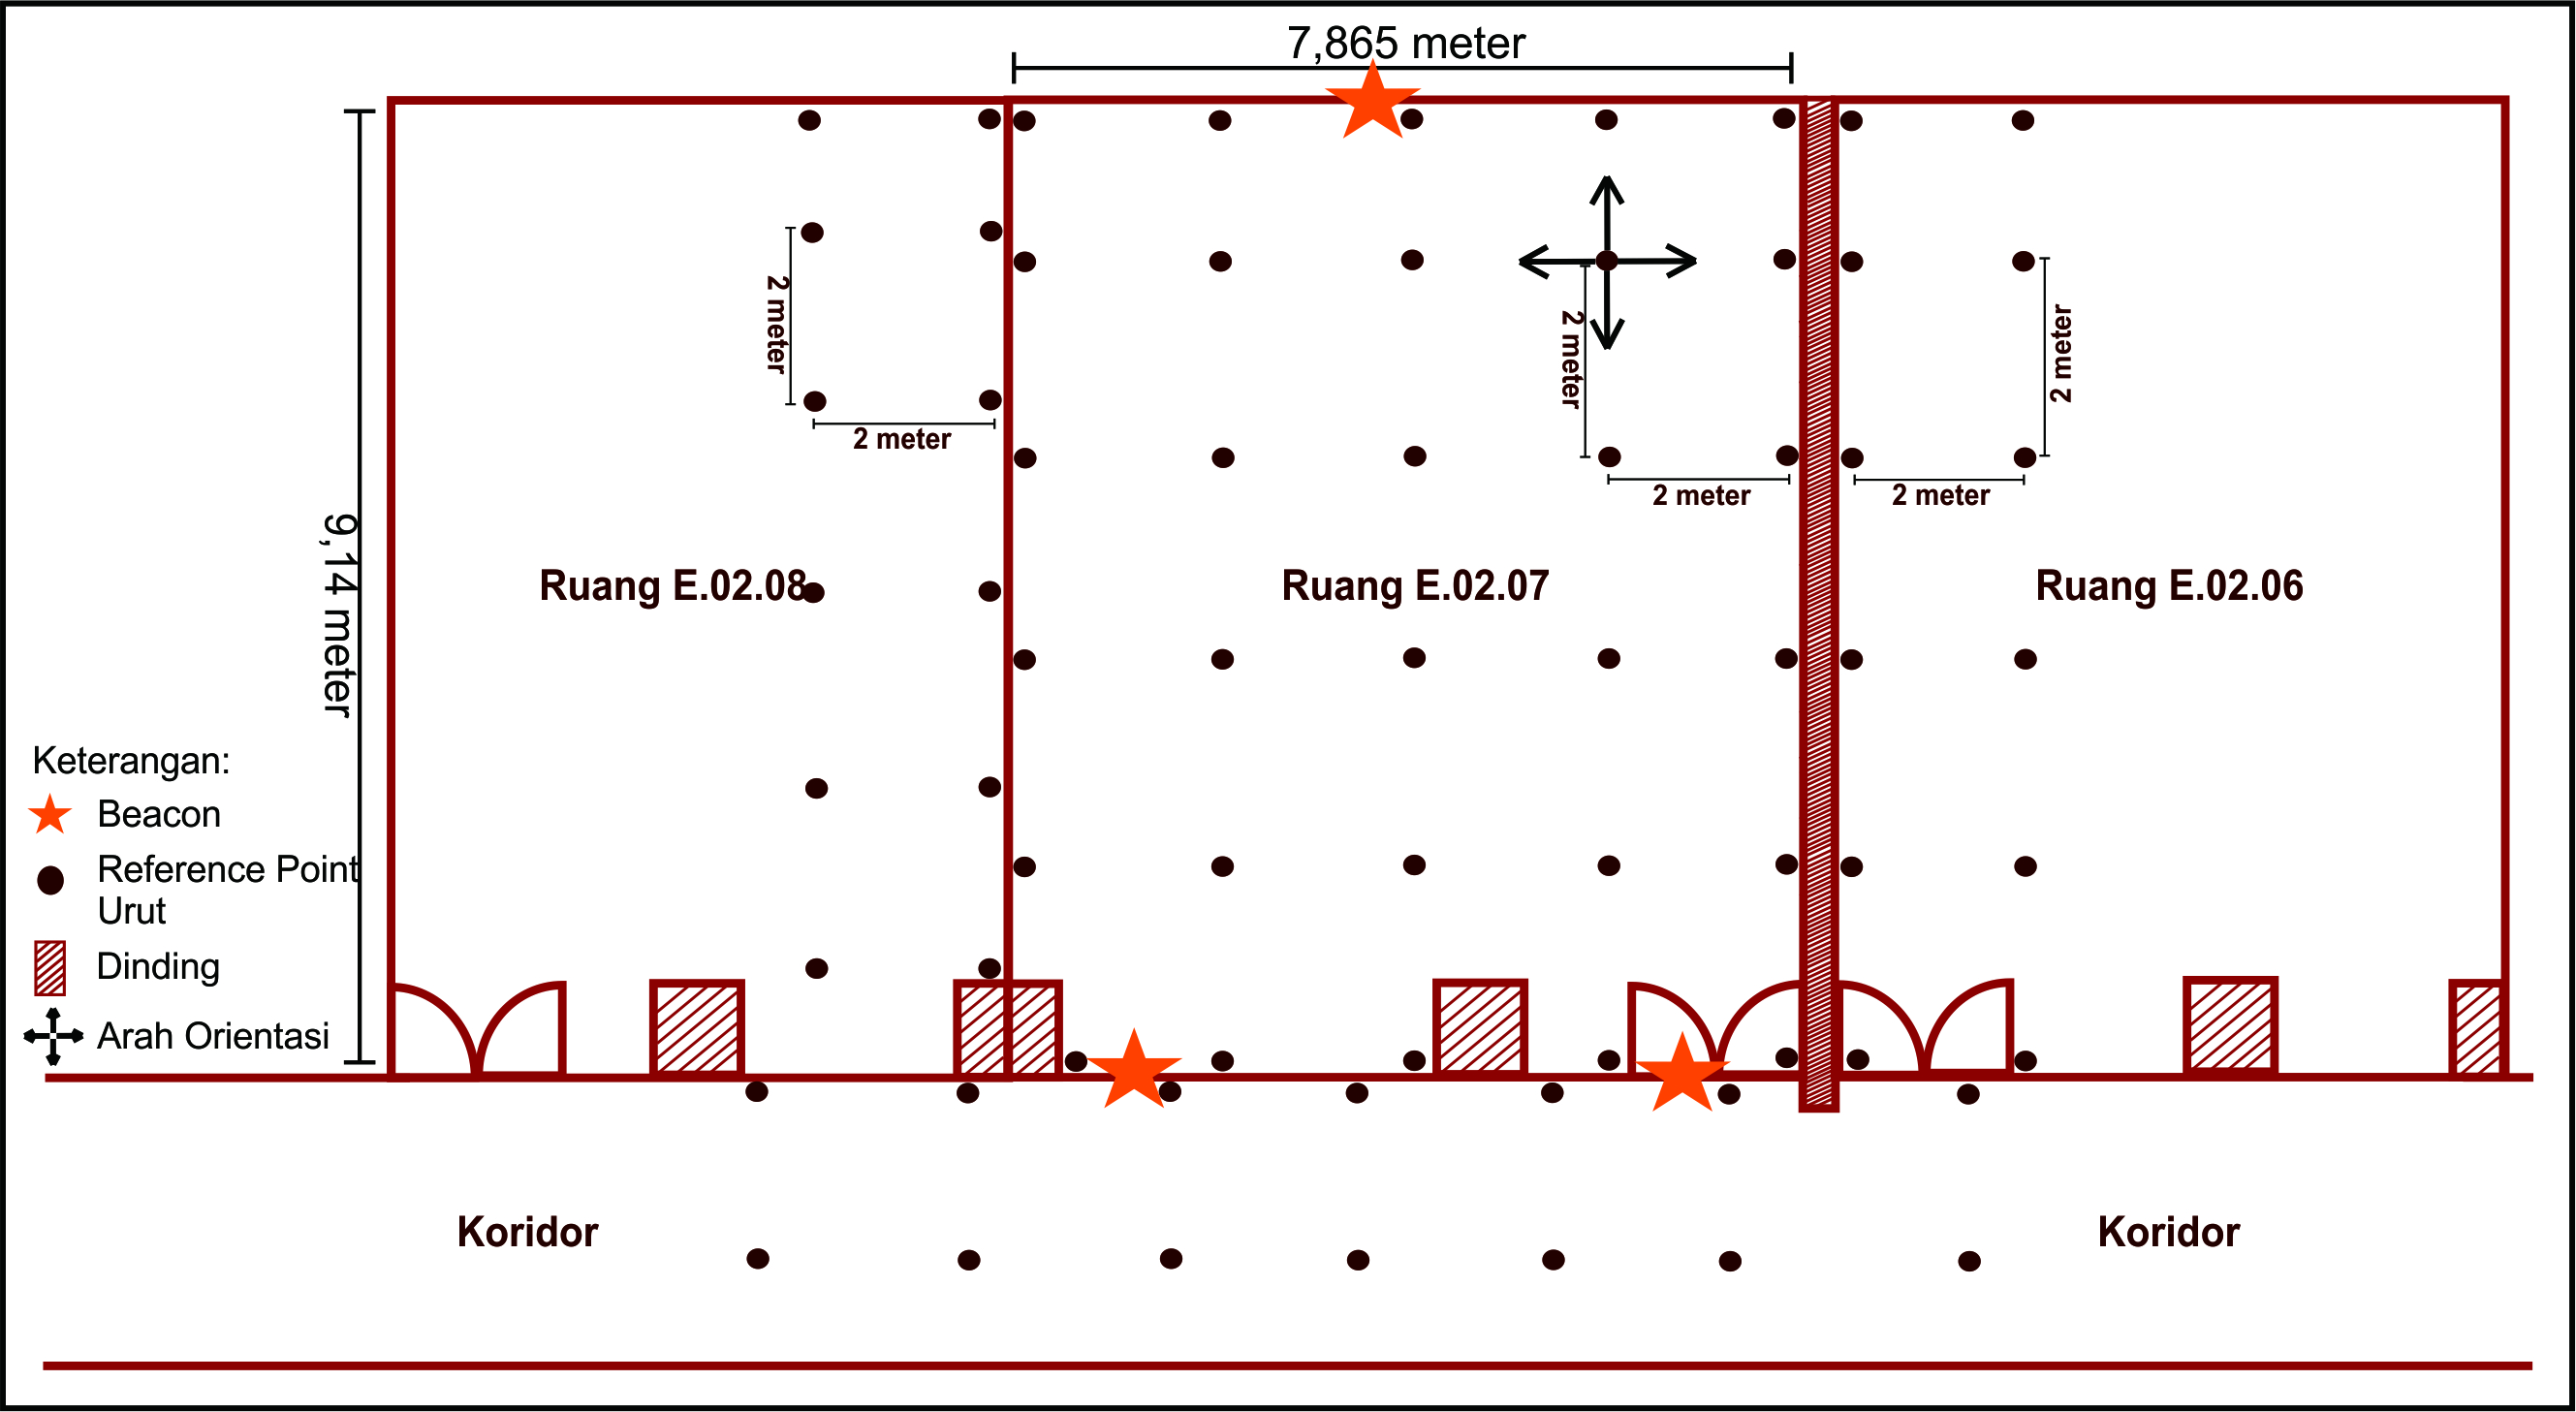 7,865 meter
2 meter
2 meter
2 meter
2 meter
2 meter
2 meter
9,14 meter
Ruang E.02.08
Ruang E.02.07
Ruang E.02.06
Keterangan:
Beacon
Reference Point
Urut
Dinding
Arah Orientasi
Koridor
Koridor